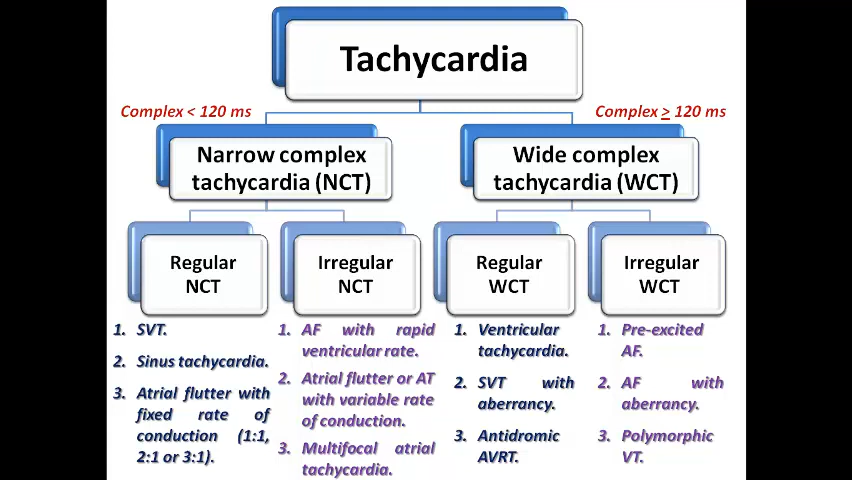 Tachycardia
Complex < 120 ms
Complex ≥ 120 ms
Narrow complex
tachycardia (NCT)
Wide complex
tachycardia (WCT)
Regular
NCT
Irregular
NCT
Regular
WCT
Irregular
WCT
1. SVT.
2. Sinus tachycardia.
3. Atrial flutter with
fixed rate of
conduction (1:1,
2:1 or 3:1).
1. AF with rapid
ventricular rate.
2. Atrial flutter or AT
with variable rate
of conduction.
3. Multifocal atrial
tachycardia.
1. Ventricular
tachycardia.
2. SVT with
aberrancy.
3. Antidromic
AVRT.
1. Pre-excited
AF.
2. AF with
aberrancy.
3. Polymorphic
VT.